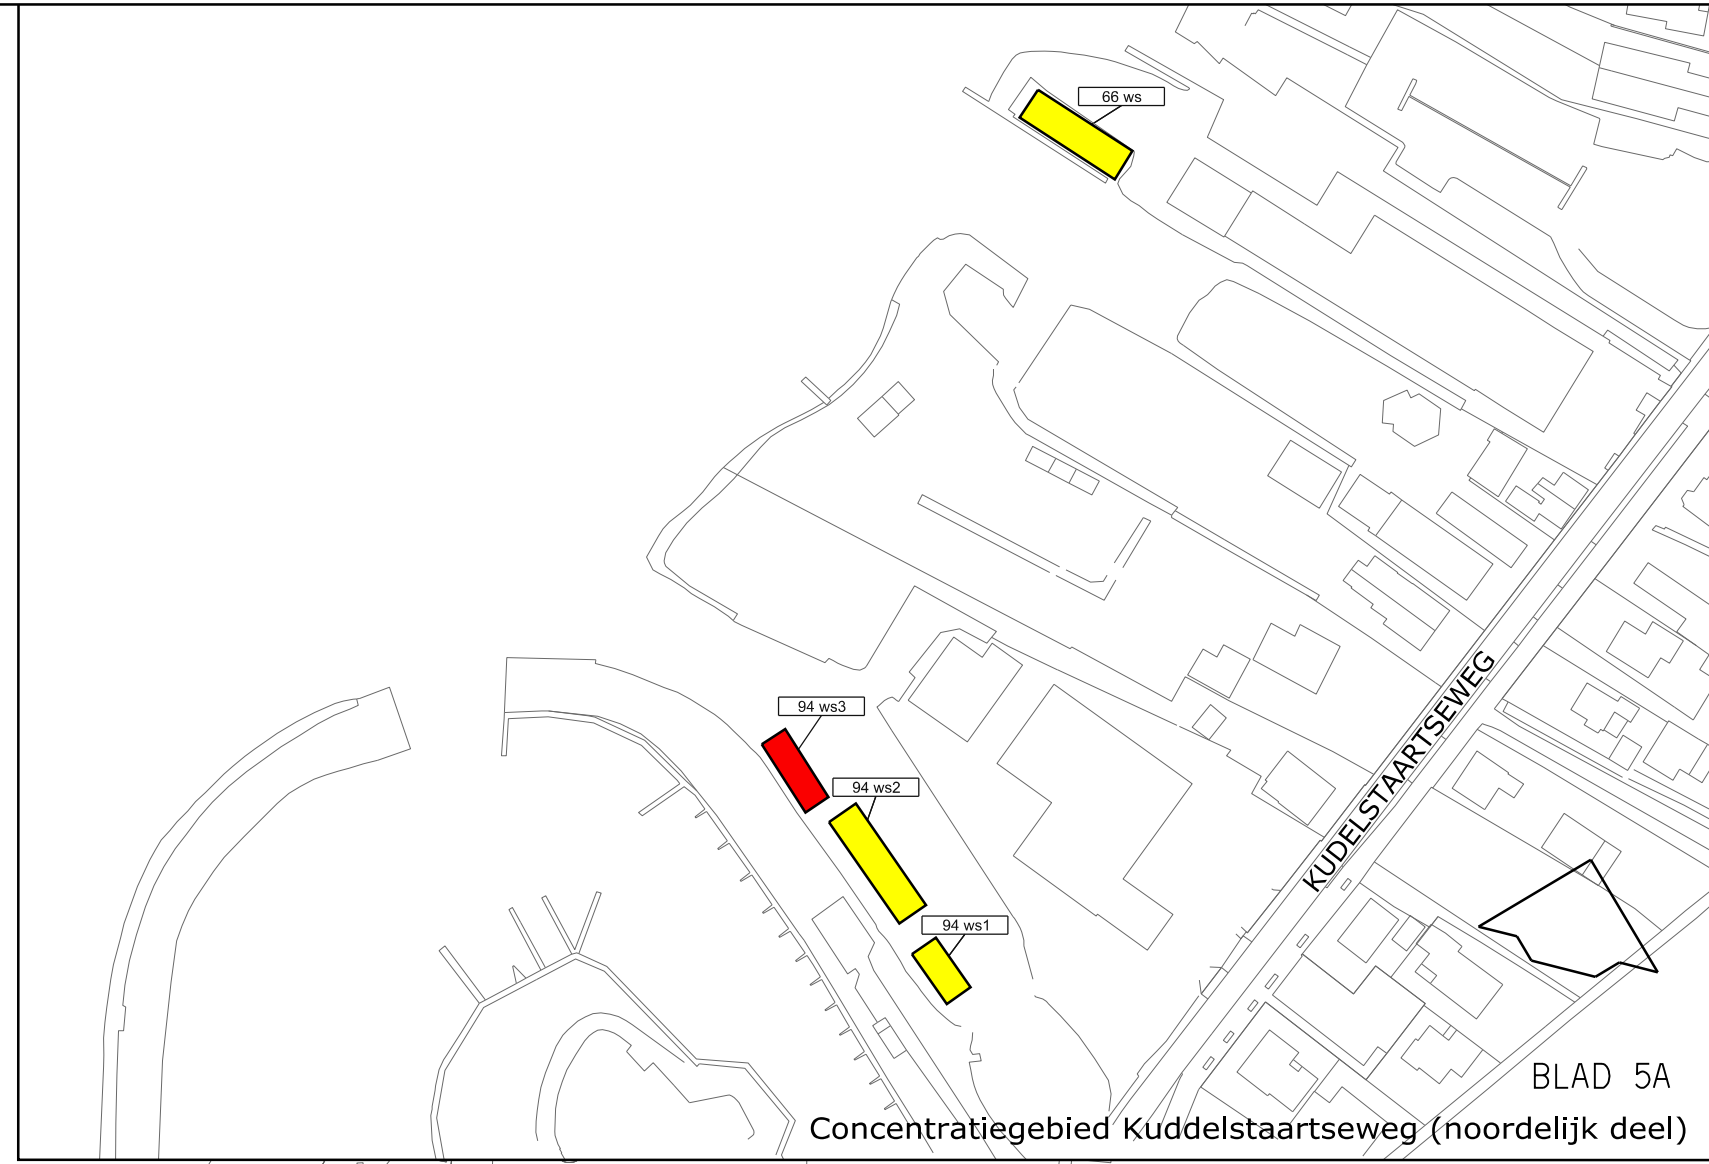 66 ws
94 ws3
94 ws2
94 ws1
KUDELSTAARTSEWEG
BLAD 5A
Concentratiegebied Kuddelstaartseweg (noordelijk deel)